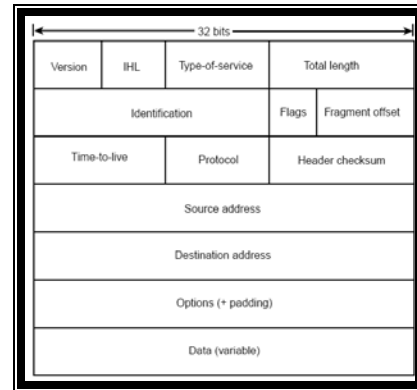 32 bits
Version IHL Type-of-service Total length
Identification Flags Fragment offset
Time-to-live Protocol Header checksum
Source address
Destination address
Options (+ padding)
Data (variable)